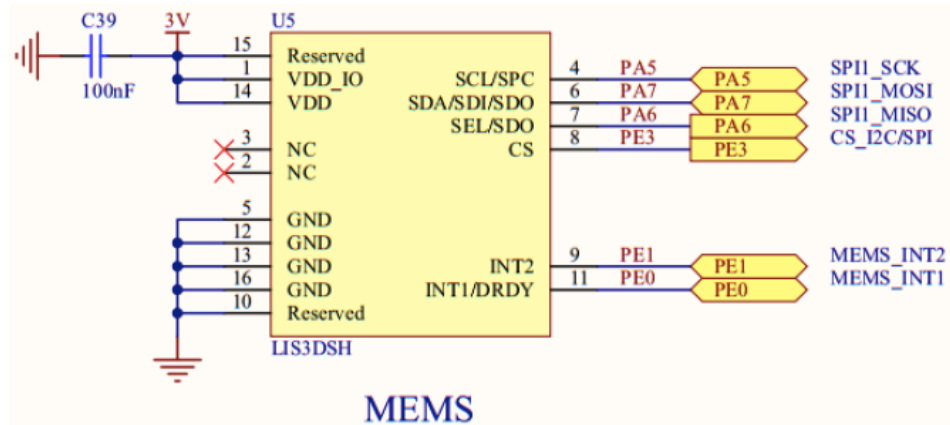 C39 3V U5
100nF
15 Reserved
1 VDD_IO
14 VDD
3 NC
2 NC
5 GND
12 GND
13 GND
16 GND
10 Reserved
SCL/SPC 4 PA5 PA5 SPI1_SCK
SDA/SDI/SDO 6 PA7 PA7 SPI1_MOSI
SEL/SDO 7 PA6 PA6 SPI1_MISO
CS 8 PE3 PE3 CS_I2C/SPI
INT2 9 PE1 PE1 MEMS_INT2
INT1/DRDY 11 PE0 PE0 MEMS_INT1
LIS3DSH
MEMS